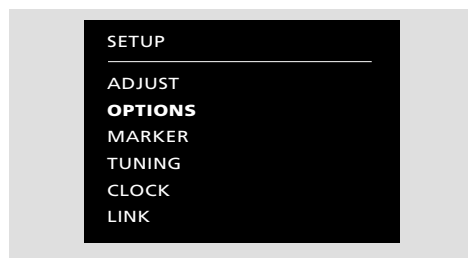 SETUP
ADJUST
OPTIONS
MARKER
TUNING
CLOCK
LINK